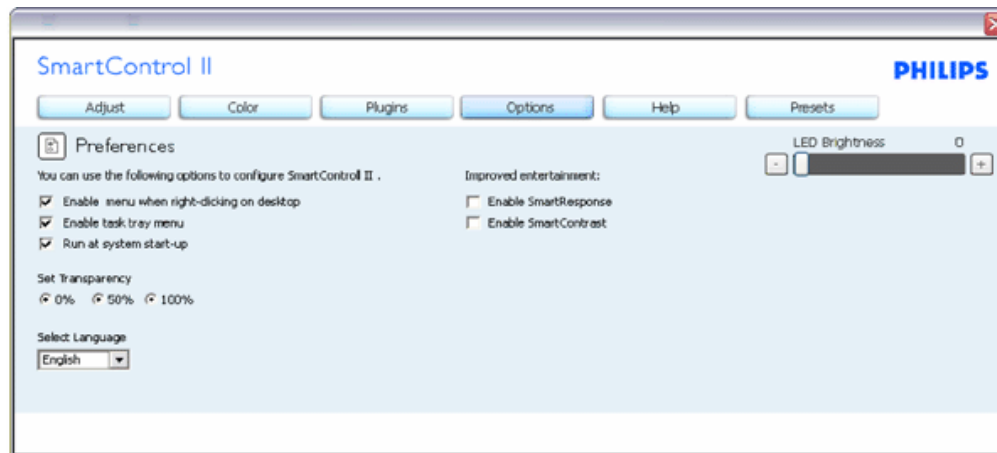 SmartControl II
PHILIPS
Adjust Color Plugins Options Help Presets
Preferences
LED Brightness 0
- +
You can use the following options to configure SmartControl II .
Improved entertainment:
Enable menu when right-clicking on desktop
Enable SmartResponse
Enable task tray menu
Enable SmartContrast
Run at system start-up
Set Transparency
0% 50% 100%
Select Language
English